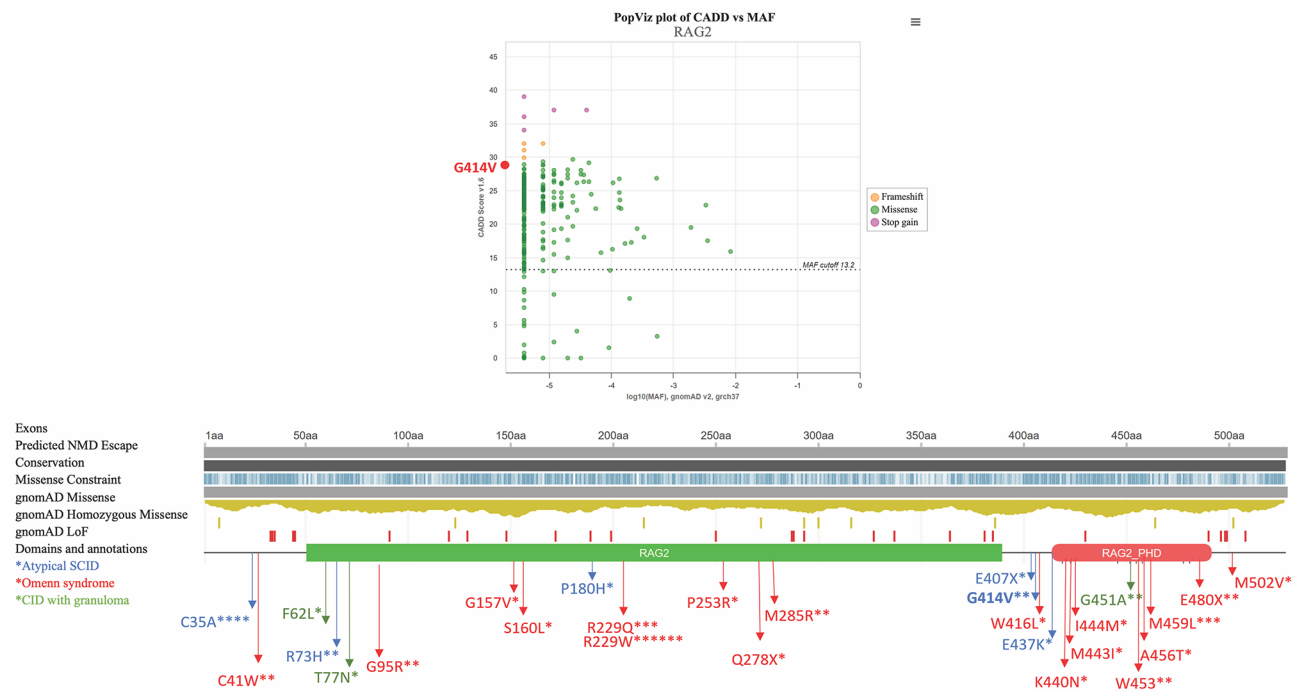 PopViz plot of CADD vs MAF
RAG2
45
40
35
30
25
20
15
10
5
0
CADD Score v1.6
G414V
MAF cutoff 13.2
-5
-4
-3
-2
-1
0
log10(MAF), gnomAD v2, grch37
Frameshift
Missense
Stop gain
Exons
Predicted NMD Escape
Conservation
Missense Constraint
gnomAD Missense
gnomAD Homozygous Missense
gnomAD LoF
Domains and annotations
*Atypical SCID
*Omenn syndrome
*CID with granuloma
1aa 50aa 100aa 150aa 200aa 250aa 300aa 350aa 400aa 450aa 500aa
RAG2 RAG2_PHD
C35A****
C41W**
F62L*
R73H**
T77N*
G95R**
G157V*
S160L*
P180H*
R229Q***
R229W******
P253R*
Q278X*
M285R**
E407X*
G414V**
W416L*
E437K*
K440N*
M443I*
I444M*
G451A**
W453**
A456T*
M459L***
E480X**
M502V*